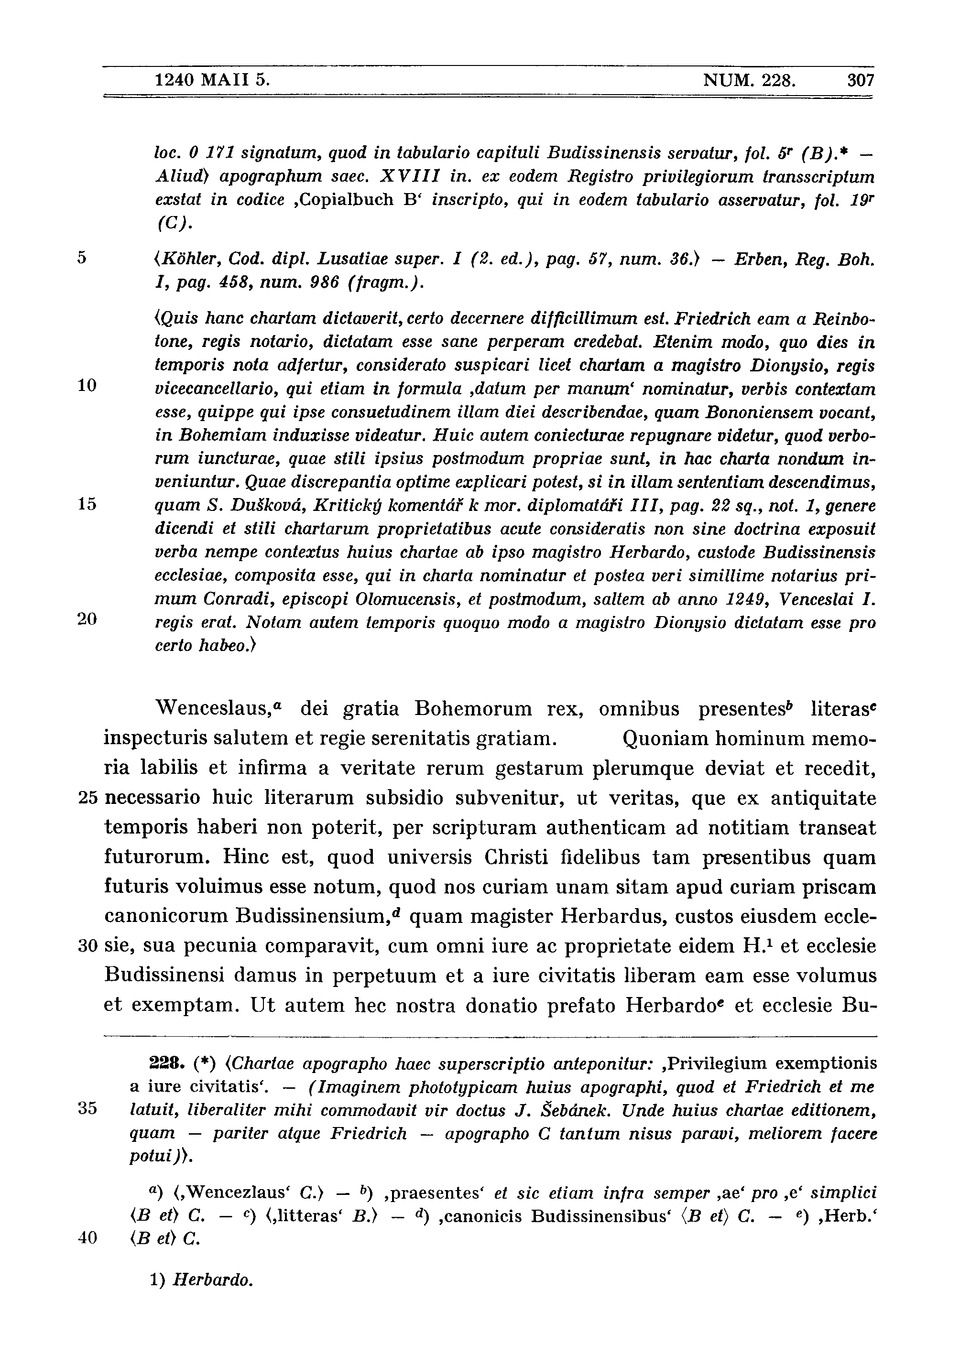 1240 MAII 5. NUM. 228. 307
loc. 0 171 signatum, quod in tabulario capituli Budissinensis servatur, fol. 5ʳ (B).* —
Aliud⟩ apographum saec. XVIII in. ex eodem Registro privilegiorum transscriptum
exstat in codice ‚Copialbuch B‘ inscripto, qui in eodem tabulario asservatur, fol. 19ʳ
(C).
5 ⟨Köhler, Cod. dipl. Lusatiae super. I (2. ed.), pag. 57, num. 36.⟩ — Erben, Reg. Boh.
I, pag. 458, num. 986 (fragm.).
⟨Quis hanc chartam dictaverit, certo decernere difficillimum est. Friedrich eam a Reinbo-
tone, regis notario, dictatam esse sane perperam credebat. Etenim modo, quo dies in
temporis nota adfertur, considerato suspicari licet chartam a magistro Dionysio, regis
10 vicecancellario, qui etiam in formula ‚datum per manum‘ nominatur, verbis contextam
esse, quippe qui ipse consuetudinem illam diei describendae, quam Bononiensem vocant,
in Bohemiam induxisse videatur. Huic autem coniecturae repugnare videtur, quod verbo-
rum iuncturae, quae stili ipsius postmodum propriae sunt, in hac charta nondum in-
veniuntur. Quae discrepantia optime explicari potest, si in illam sententiam descendimus,
15 quam S. Dušková, Kritický komentář k mor. diplomatáři III, pag. 22 sq., not. 1, genere
dicendi et stili chartarum proprietatibus acute consideratis non sine doctrina exposuit
verba nempe contextus huius chartae ab ipso magistro Herbardo, custode Budissinensis
ecclesiae, composita esse, qui in charta nominatur et postea veri simillime notarius pri-
mum Conradi, episcopi Olomucensis, et postmodum, saltem ab anno 1249, Venceslai I.
20 regis erat. Notam autem temporis quoquo modo a magistro Dionysio dictatam esse pro
certo habeo.⟩
Wenceslaus,ᵃ dei gratia Bohemorum rex, omnibus presentesᵇ literasᶜ
inspecturis salutem et regie serenitatis gratiam. Quoniam hominum memo-
ria labilis et infirma a veritate rerum gestarum plerumque deviat et recedit,
25 necessario huic literarum subsidio subvenitur, ut veritas, que ex antiquitate
temporis haberi non poterit, per scripturam authenticam ad notitiam transeat
futurorum. Hinc est, quod universis Christi fidelibus tam presentibus quam
futuris voluimus esse notum, quod nos curiam unam sitam apud curiam priscam
canonicorum Budissinensium,ᵈ quam magister Herbardus, custos eiusdem eccle-
30 sie, sua pecunia comparavit, cum omni iure ac proprietate eidem H.¹ et ecclesie
Budissinensi damus in perpetuum et a iure civitatis liberam eam esse volumus
et exemptam. Ut autem hec nostra donatio prefato Herbardoᵉ et ecclesie Bu-
228. (*) ⟨Chartae apographo haec superscriptio anteponitur: ‚Privilegium exemptionis
a iure civitatis‘. — (Imaginem phototypicam huius apographi, quod et Friedrich et me
35 latuit, liberaliter mihi commodavit vir doctus J. Šebánek. Unde huius chartae editionem,
quam — pariter atque Friedrich — apographo C tantum nisus paravi, meliorem facere
potui)⟩.
ᵃ) ⟨‚Wencezlaus‘ C.⟩ — ᵇ) ‚praesentes‘ et sic etiam infra semper ‚ae‘ pro ‚e‘ simplici
⟨B et⟩ C. — ᶜ) ⟨‚litteras‘ B.⟩ — ᵈ) ‚canonicis Budissinensibus‘ ⟨B et⟩ C. — ᵉ) ‚Herb.‘
40 ⟨B et⟩ C.
1) Herbardo.